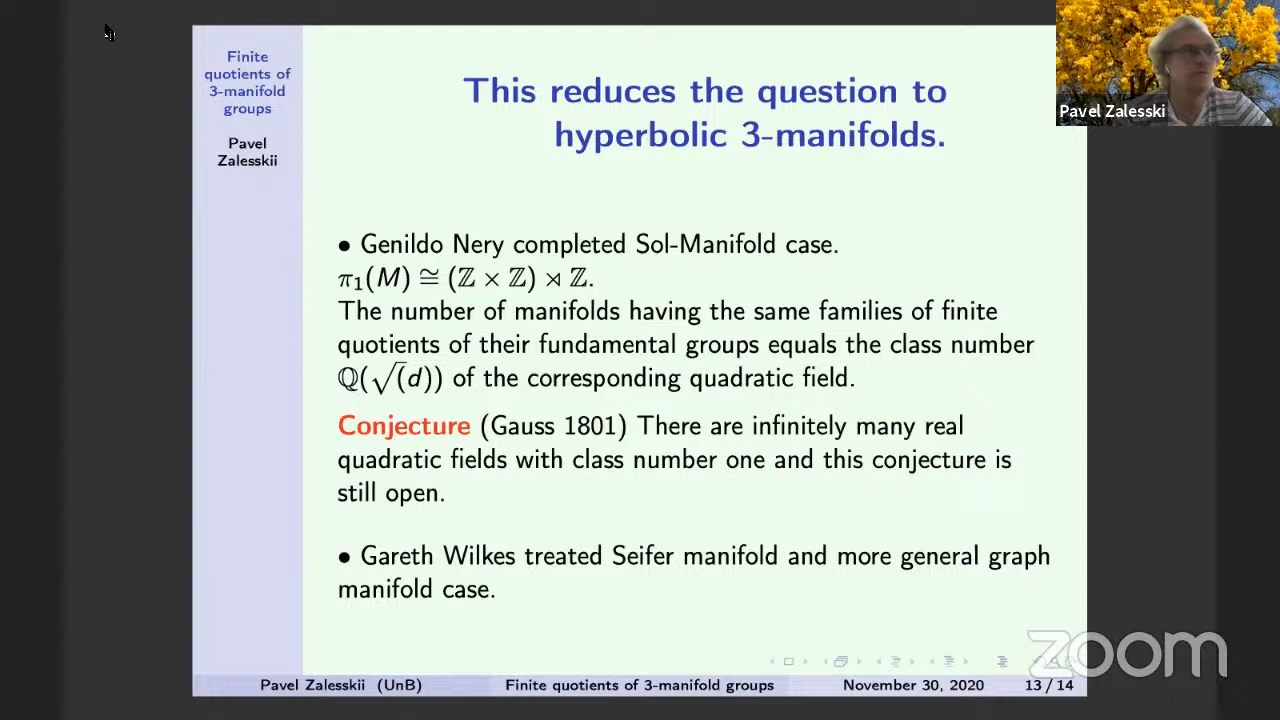 Finite
quotients of
3-manifold
groups
Pavel
Zalesskii
This reduces the question to
hyperbolic 3-manifolds.
• Genildo Nery completed Sol-Manifold case.
π₁(M) ≅ (ℤ × ℤ) ⋊ ℤ.
The number of manifolds having the same families of finite
quotients of their fundamental groups equals the class number
ℚ(√(d)) of the corresponding quadratic field.
Conjecture (Gauss 1801) There are infinitely many real
quadratic fields with class number one and this conjecture is
still open.
• Gareth Wilkes treated Seifer manifold and more general graph
manifold case.
Pavel Zalesskii (UnB) Finite quotients of 3-manifold groups November 30, 2020 13 / 14
Pavel Zalesski
zoom